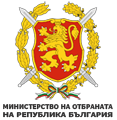 МИНИСТЕРСТВО НА ОТБРАНАТА
НА РЕПУБЛИКА БЪЛГАРИЯ